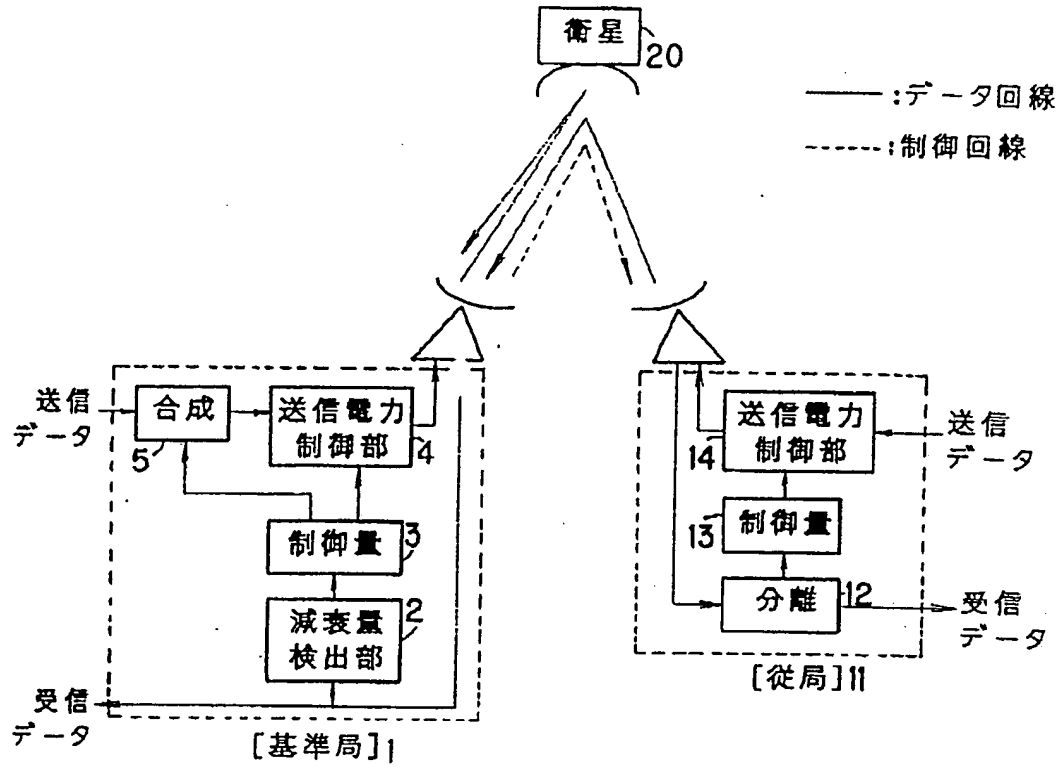 衛星
20
——:データ回線
-----:制御回線
送信
データ
合成
5
送信電力
制御部
4
制御量
3
減衰量
検出部
2
受信
データ
[基準局]1
送信電力
制御部
14
送信
データ
制御量
13
分離
12
受信
データ
[従局]11